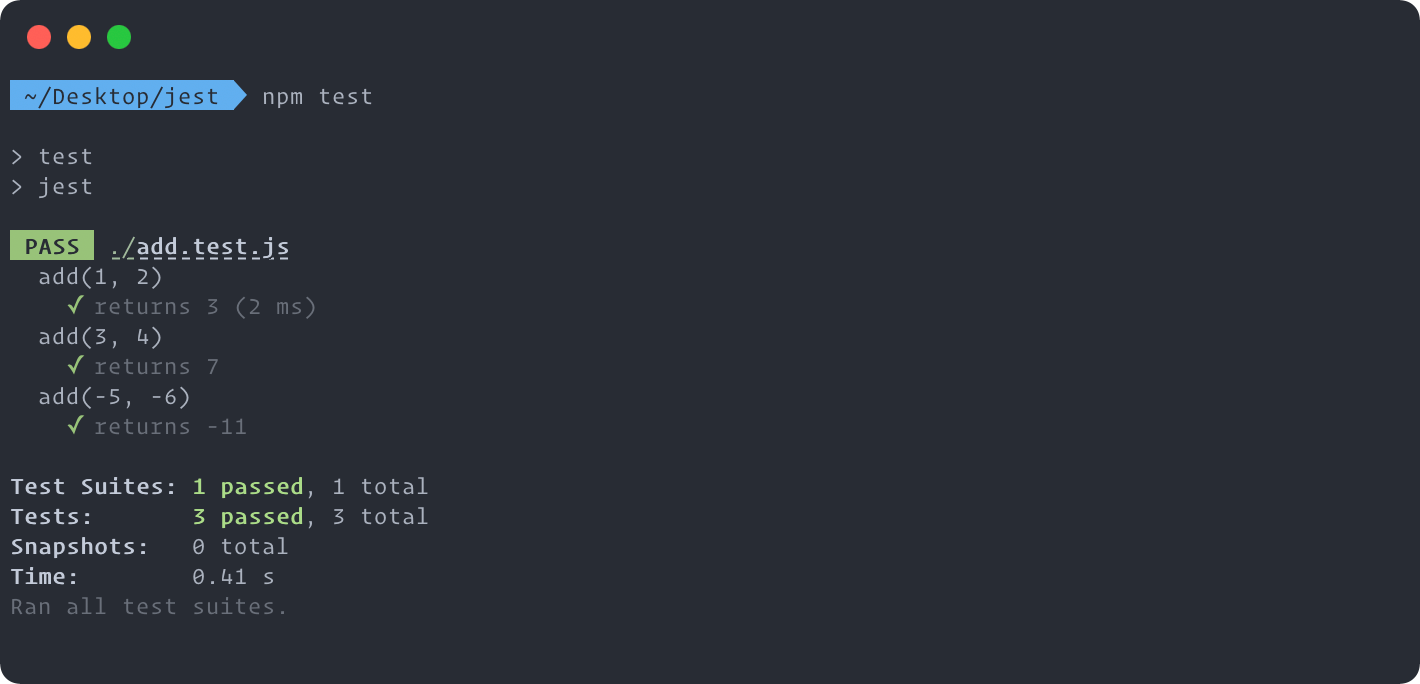 ~/Desktop/jest npm test
> test
> jest
PASS ./add.test.js
add(1, 2)
✓ returns 3 (2 ms)
add(3, 4)
✓ returns 7
add(-5, -6)
✓ returns -11
Test Suites: 1 passed, 1 total
Tests: 3 passed, 3 total
Snapshots: 0 total
Time: 0.41 s
Ran all test suites.